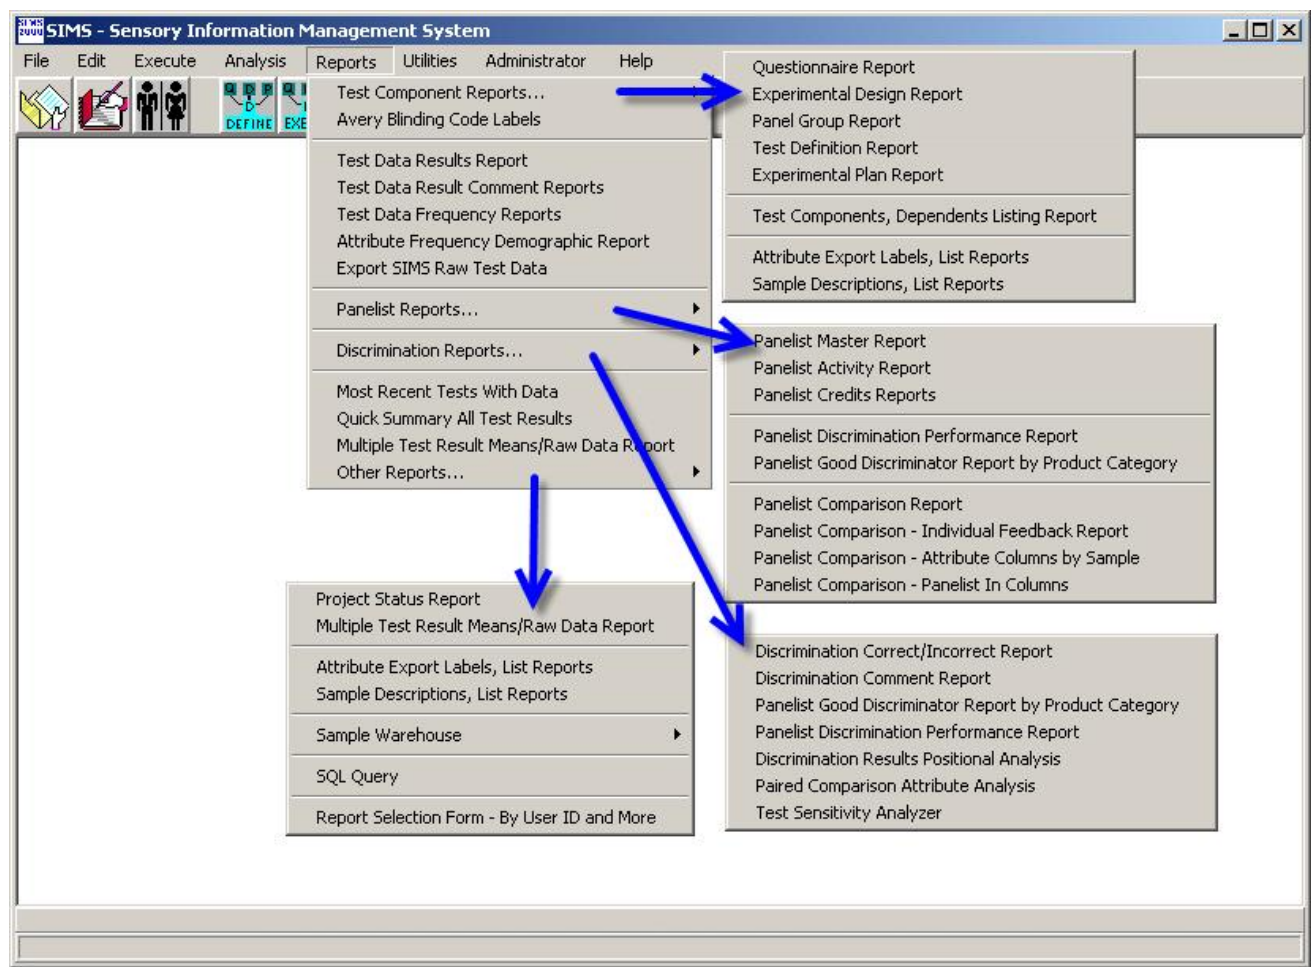 SIMS 2000 SIMS - Sensory Information Management System
File Edit Execute Analysis Reports Utilities Administrator Help
Q D P
D
DEFINE
Test Component Reports...
Avery Blinding Code Labels
Test Data Results Report
Test Data Result Comment Reports
Test Data Frequency Reports
Attribute Frequency Demographic Report
Export SIMS Raw Test Data
Panelist Reports...
Discrimination Reports...
Most Recent Tests With Data
Quick Summary All Test Results
Multiple Test Result Means/Raw Data Report
Other Reports...
Questionnaire Report
Experimental Design Report
Panel Group Report
Test Definition Report
Experimental Plan Report
Test Components, Dependents Listing Report
Attribute Export Labels, List Reports
Sample Descriptions, List Reports
Panelist Master Report
Panelist Activity Report
Panelist Credits Reports
Panelist Discrimination Performance Report
Panelist Good Discriminator Report by Product Category
Panelist Comparison Report
Panelist Comparison - Individual Feedback Report
Panelist Comparison - Attribute Columns by Sample
Panelist Comparison - Panelist In Columns
Project Status Report
Multiple Test Result Means/Raw Data Report
Attribute Export Labels, List Reports
Sample Descriptions, List Reports
Sample Warehouse
SQL Query
Report Selection Form - By User ID and More
Discrimination Correct/Incorrect Report
Discrimination Comment Report
Panelist Good Discriminator Report by Product Category
Panelist Discrimination Performance Report
Discrimination Results Positional Analysis
Paired Comparison Attribute Analysis
Test Sensitivity Analyzer